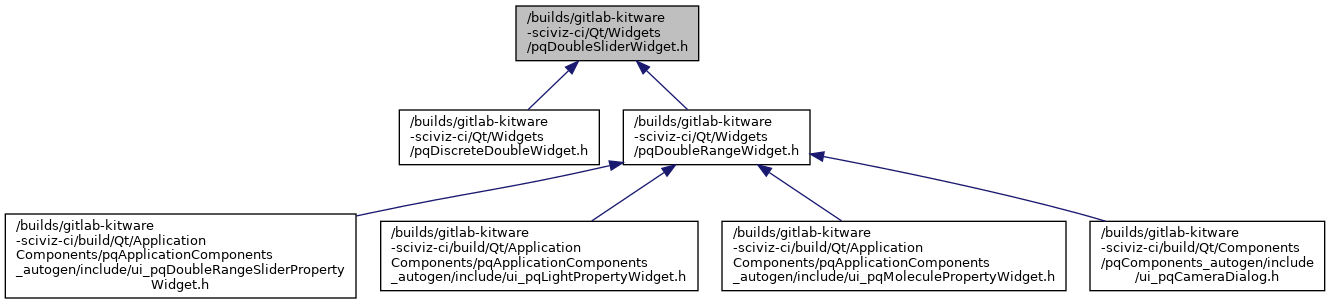 /builds/gitlab-kitware
-sciviz-ci/Qt/Widgets
/pqDoubleSliderWidget.h
/builds/gitlab-kitware
-sciviz-ci/Qt/Widgets
/pqDiscreteDoubleWidget.h
/builds/gitlab-kitware
-sciviz-ci/Qt/Widgets
/pqDoubleRangeWidget.h
/builds/gitlab-kitware
-sciviz-ci/build/Qt/Application
Components/pqApplicationComponents
_autogen/include/ui_pqDoubleRangeSliderProperty
Widget.h
/builds/gitlab-kitware
-sciviz-ci/build/Qt/Application
Components/pqApplicationComponents
_autogen/include/ui_pqLightPropertyWidget.h
/builds/gitlab-kitware
-sciviz-ci/build/Qt/Application
Components/pqApplicationComponents
_autogen/include/ui_pqMoleculePropertyWidget.h
/builds/gitlab-kitware
-sciviz-ci/build/Qt/Components
/pqComponents_autogen/include
/ui_pqCameraDialog.h